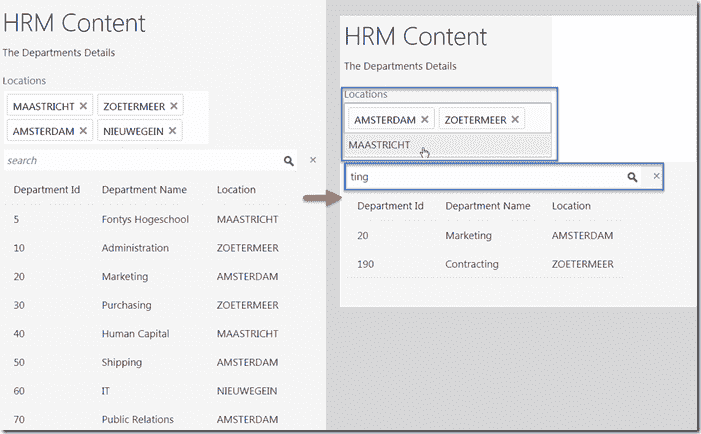 HRM Content
The Departments Details
Locations
MAASTRICHT ✕ ZOETERMEER ✕
AMSTERDAM ✕ NIEUWEGEIN ✕
search ✕
Department Id Department Name Location
5 Fontys Hogeschool MAASTRICHT
10 Administration ZOETERMEER
20 Marketing AMSTERDAM
30 Purchasing ZOETERMEER
40 Human Capital MAASTRICHT
50 Shipping AMSTERDAM
60 IT NIEUWEGEIN
70 Public Relations AMSTERDAM
HRM Content
The Departments Details
Locations
AMSTERDAM ✕ ZOETERMEER ✕
MAASTRICHT
ting ✕
Department Id Department Name Location
20 Marketing AMSTERDAM
190 Contracting ZOETERMEER